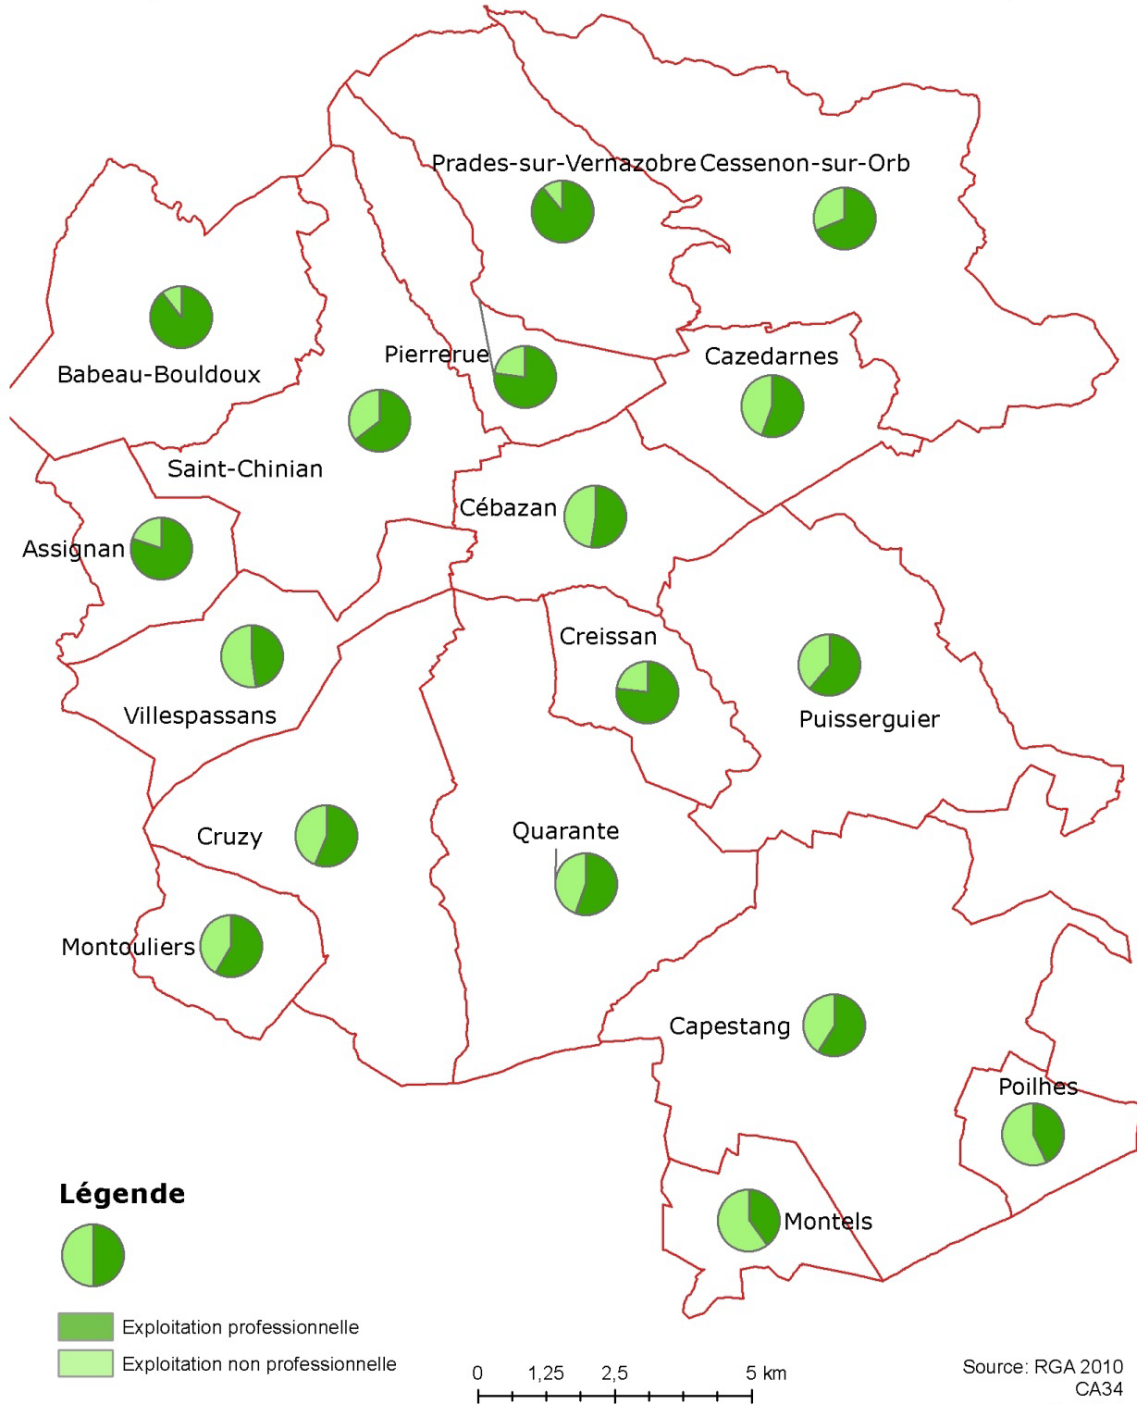 Prades-sur-Vernazobre
Cessenon-sur-Orb
Pierrerue
Cazedarnes
Babeau-Bouldoux
Saint-Chinian
Cébazan
Assignan
Creissan
Villespassans
Puisserguier
Cruzy
Quarante
Montouliers
Capestang
Poilhes
Montels
Légende
Exploitation professionnelle
Exploitation non professionnelle
0 1,25 2,5 5 km
Source: RGA 2010
CA34